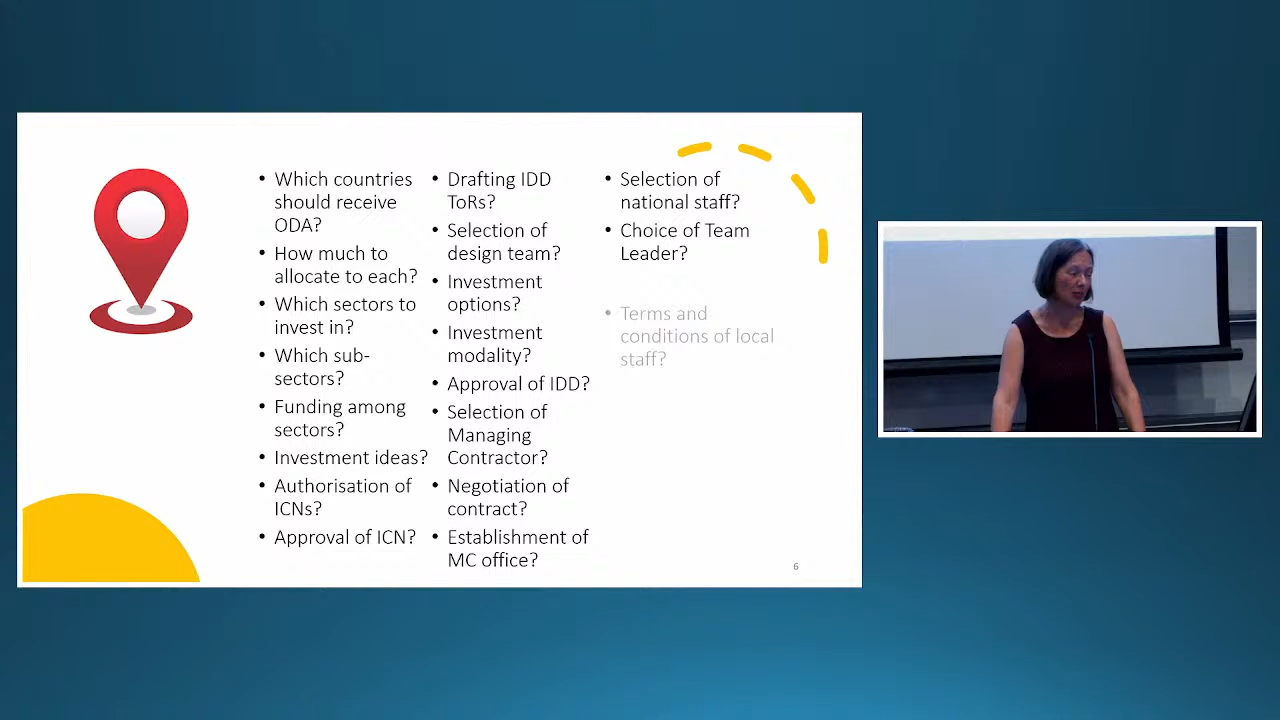 • Which countries
should receive
ODA?
• How much to
allocate to each?
• Which sectors to
invest in?
• Which sub-
sectors?
• Funding among
sectors?
• Investment ideas?
• Authorisation of
ICNs?
• Approval of ICN?
• Drafting IDD
ToRs?
• Selection of
design team?
• Investment
options?
• Investment
modality?
• Approval of IDD?
• Selection of
Managing
Contractor?
• Negotiation of
contract?
• Establishment of
MC office?
• Selection of
national staff?
• Choice of Team
Leader?
• Terms and
conditions of local
staff?
6